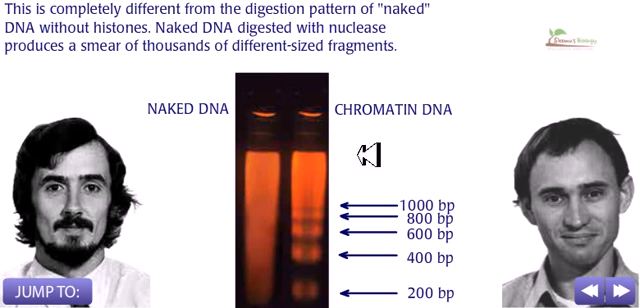 This is completely different from the digestion pattern of "naked"
DNA without histones. Naked DNA digested with nuclease
produces a smear of thousands of different-sized fragments.
NAKED DNA
CHROMATIN DNA
1000 bp
800 bp
600 bp
400 bp
200 bp
JUMP TO: